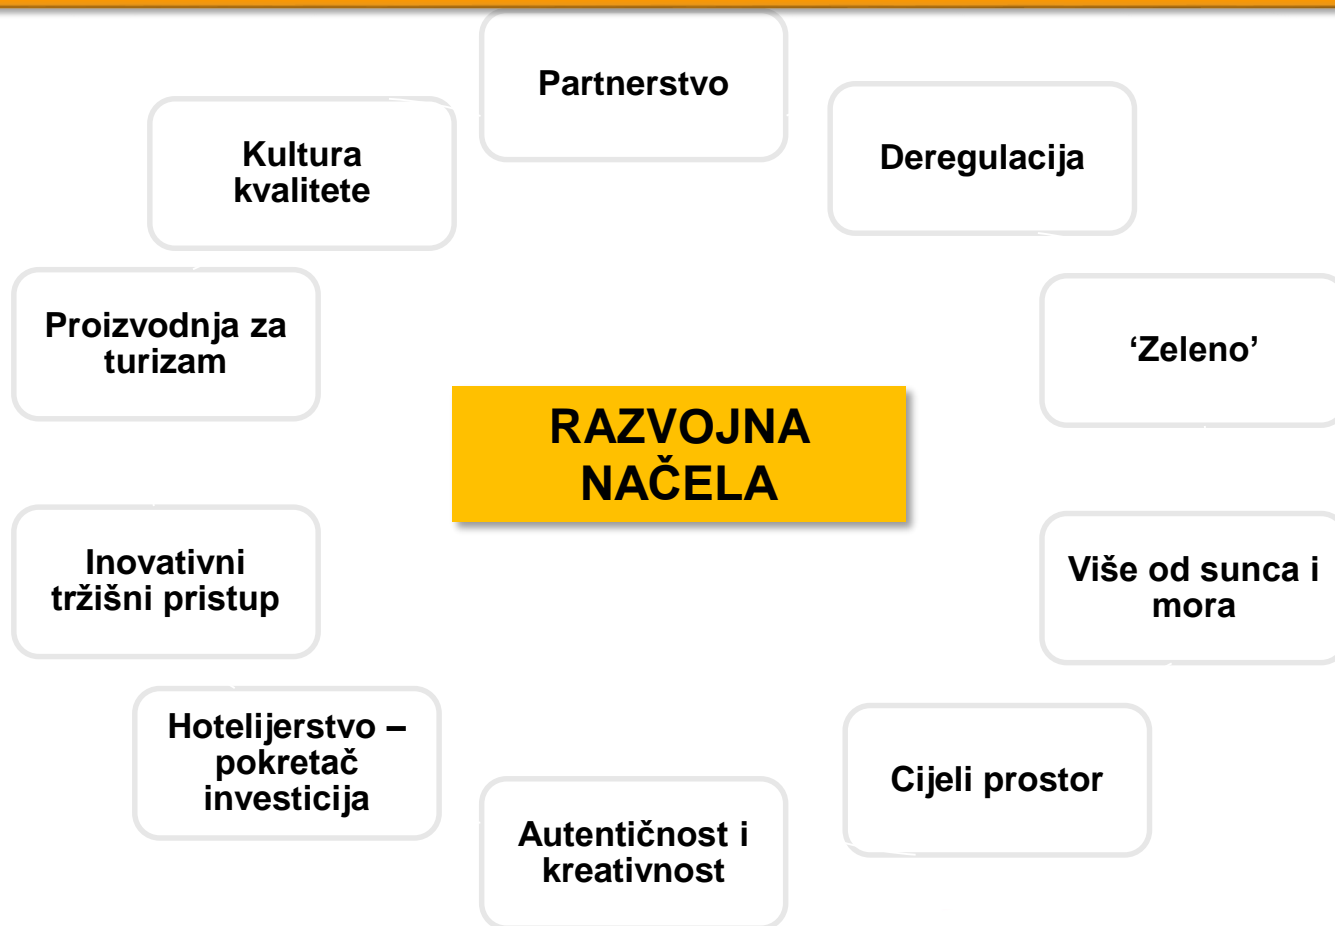 Partnerstvo
Deregulacija
Kultura
kvalitete
Proizvodnja za
turizam
‘Zeleno’
RAZVOJNA
NAČELA
Inovativni
tržišni pristup
Više od sunca i
mora
Hotelijerstvo –
pokretač
investicija
Cijeli prostor
Autentičnost i
kreativnost